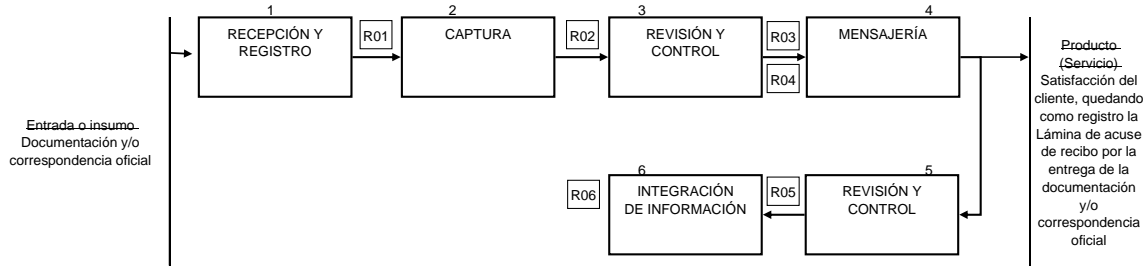 Entrada o insumo
Documentación y/o
correspondencia oficial
1
RECEPCIÓN Y
REGISTRO
R01
2
CAPTURA
R02
3
REVISIÓN Y
CONTROL
R03
R04
4
MENSAJERÍA
6
INTEGRACIÓN
DE INFORMACIÓN
R06
R05
5
REVISIÓN Y
CONTROL
Producto
(Servicio)
Satisfacción del
cliente, quedando
como registro la
Lámina de acuse
de recibo por la
entrega de la
documentación
y/o
correspondencia
oficial